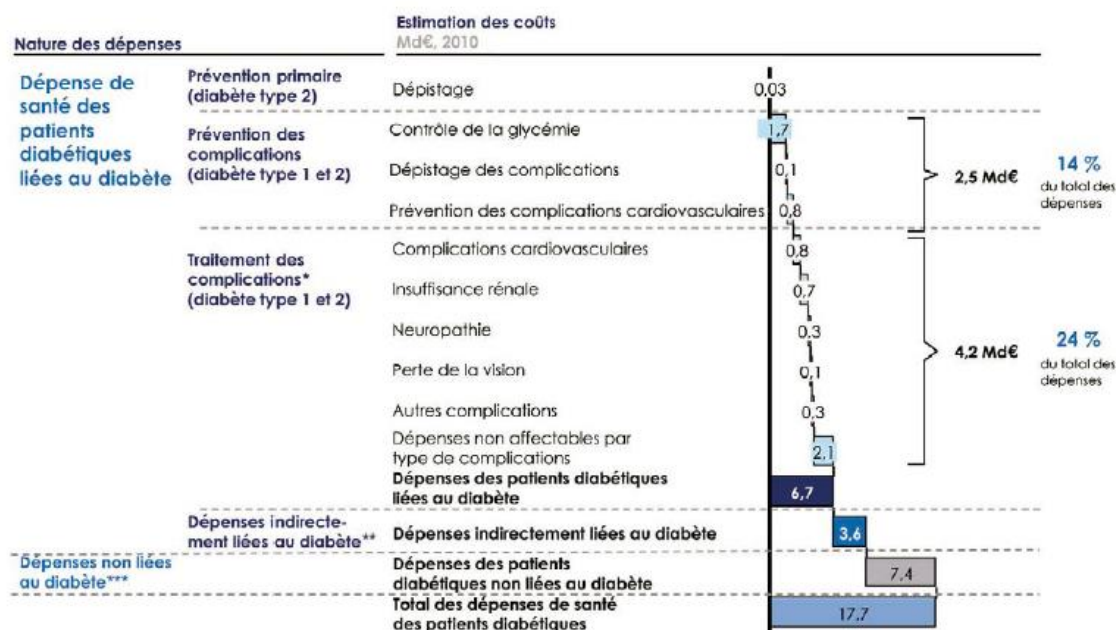 Estimation des coûts
Nature des dépenses
Md€, 2010
Dépense de
santé des
patients
diabétiques
liées au diabète
Prévention primaire
(diabète type 2)
Dépistage
0,03
Prévention des
complications
(diabète type 1 et 2)
Contrôle de la glycémie
1,7
Dépistage des complications
0,1
Prévention des complications cardiovasculaires
0,8
2,5 Md€
14 %
du total des
dépenses
Traitement des
complications*
(diabète type 1 et 2)
Complications cardiovasculaires
0,8
Insuffisance rénale
0,7
Neuropathie
0,3
Perte de la vision
0,1
Autres complications
0,3
Dépenses non affectables par
type de complications
2,1
4,2 Md€
24 %
du total des
dépenses
Dépenses des patients diabétiques
liées au diabète
6,7
Dépenses indirecte-
ment liées au diabète**
Dépenses indirectement liées au diabète
3,6
Dépenses non liées
au diabète***
Dépenses des patients
diabétiques non liées au diabète
7,4
Total des dépenses de santé
des patients diabétiques
17,7